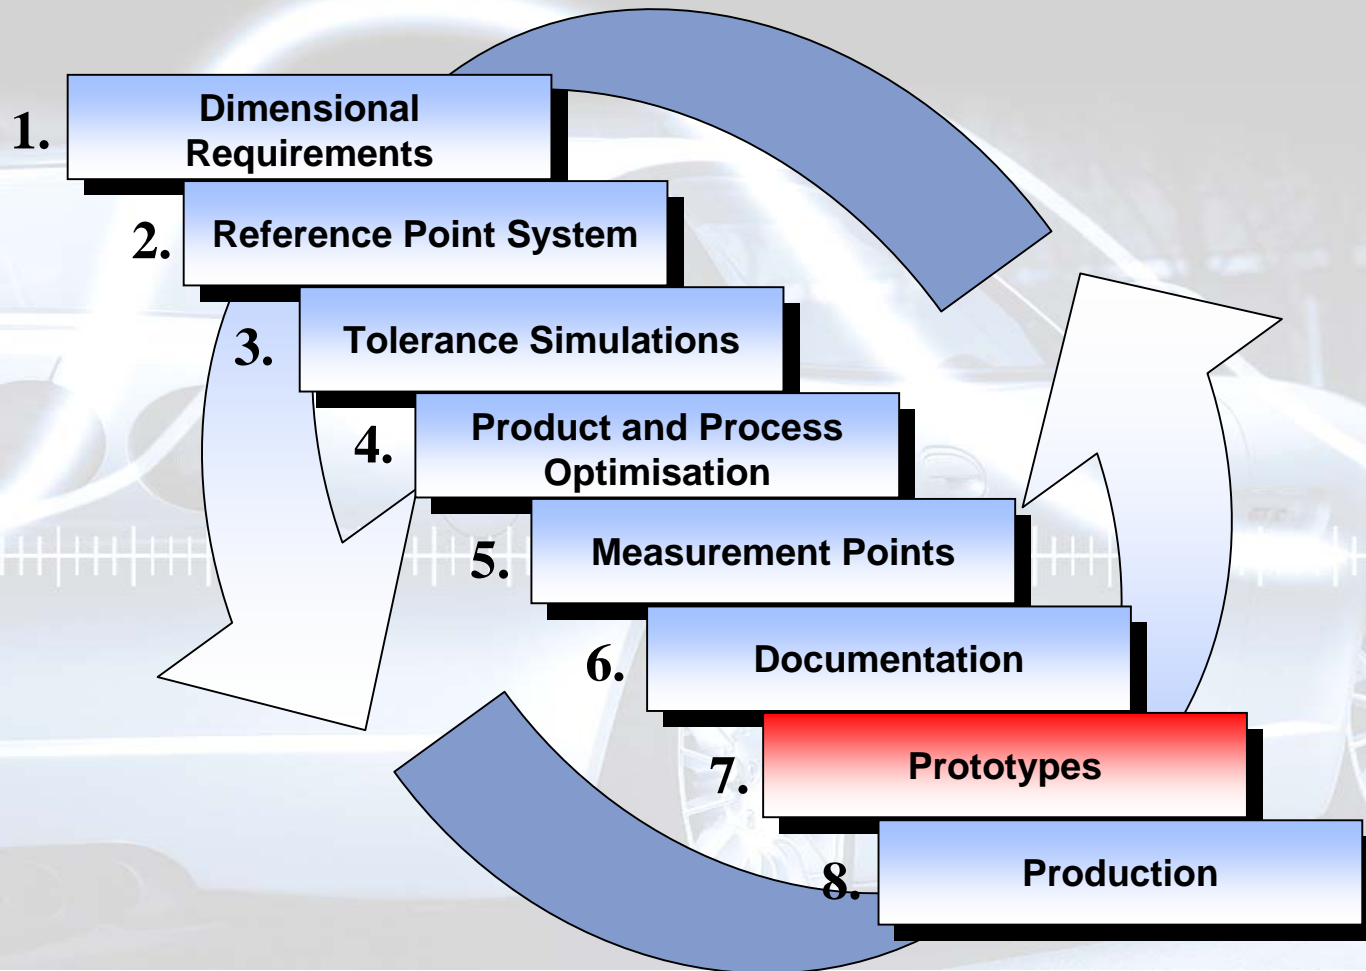 1.
Dimensional
Requirements
2.
Reference Point System
3.
Tolerance Simulations
4.
Product and Process
Optimisation
5.
Measurement Points
6.
Documentation
7.
Prototypes
8.
Production